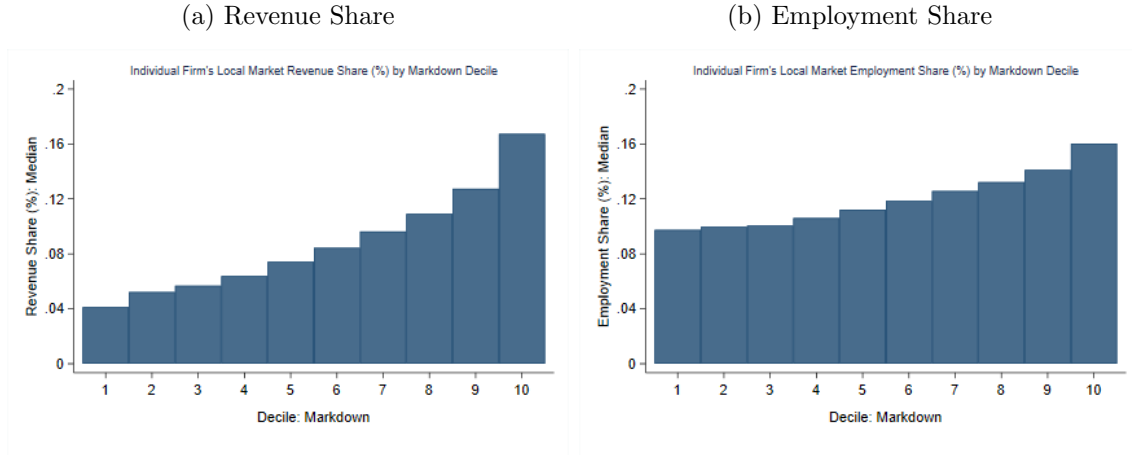 (a) Revenue Share
Individual Firm's Local Market Revenue Share (%) by Markdown Decile
Revenue Share (%): Median
.2
.16
.12
.08
.04
0
1 2 3 4 5 6 7 8 9 10
Decile: Markdown
(b) Employment Share
Individual Firm's Local Market Employment Share (%) by Markdown Decile
Employment Share (%): Median
.2
.16
.12
.08
.04
0
1 2 3 4 5 6 7 8 9 10
Decile: Markdown